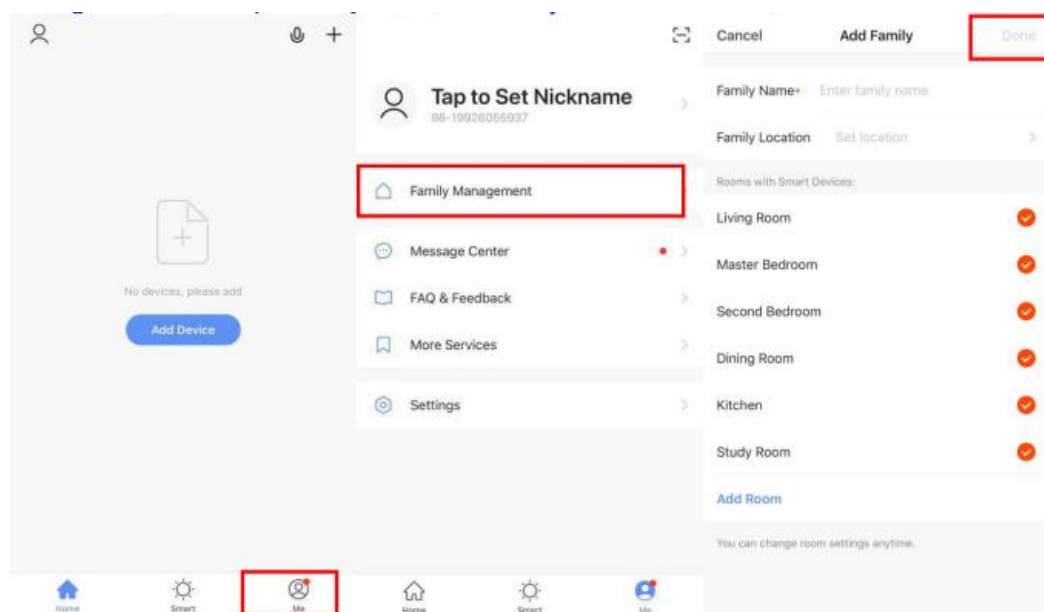 No devices, please add
Add Device
Home
Smart
Me
Tap to Set Nickname
86-19926055937
Family Management
Message Center
FAQ & Feedback
More Services
Settings
Home
Smart
Me
Cancel
Add Family
Done
Family Name*
Enter family name
Family Location
Set location
Rooms with Smart Devices:
Living Room
Master Bedroom
Second Bedroom
Dining Room
Kitchen
Study Room
Add Room
You can change room settings anytime.